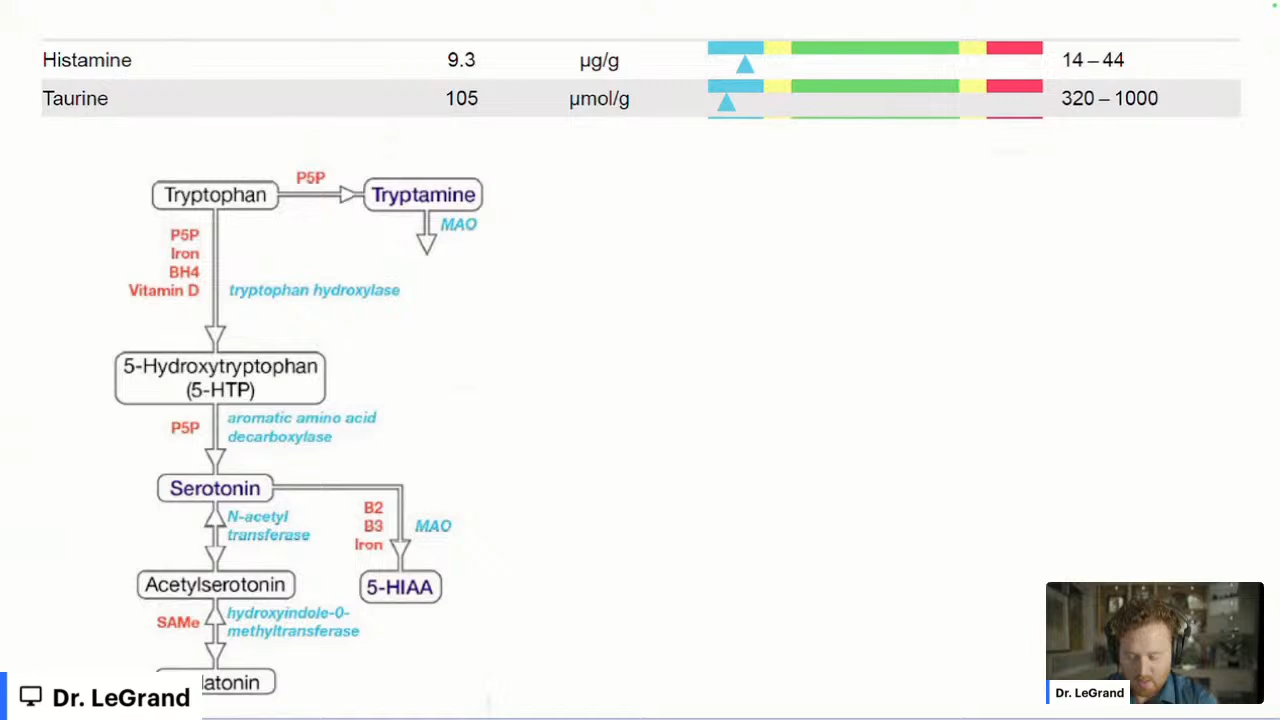 Histamine 9.3 µg/g 14 – 44
Taurine 105 µmol/g 320 – 1000
Tryptophan P5P Tryptamine
MAO
P5P
Iron
BH4
Vitamin D tryptophan hydroxylase
5-Hydroxytryptophan
(5-HTP)
P5P aromatic amino acid
decarboxylase
Serotonin
N-acetyl
transferase
B2
B3 MAO
Iron
Acetylserotonin 5-HIAA
SAMe hydroxyindole-0-
methyltransferase
latonin
Dr. LeGrand
Dr. LeGrand